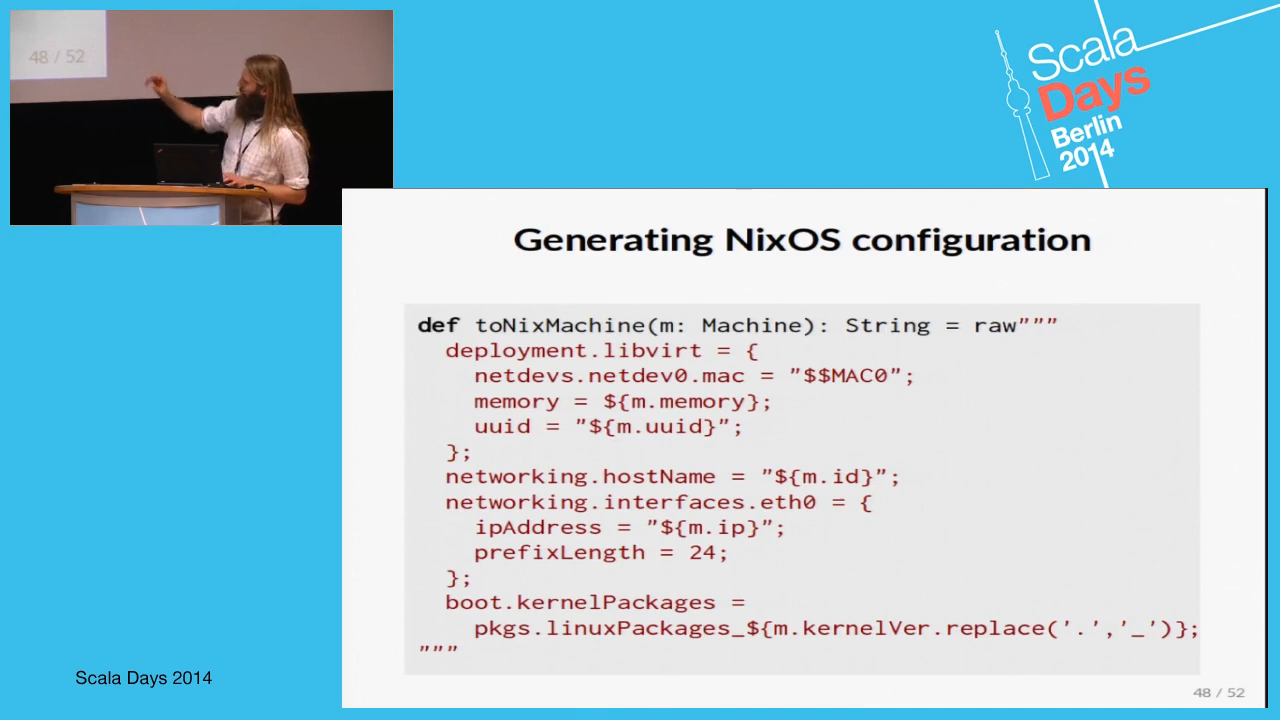 48 / 52
Scala
Days
Berlin
2014
Generating NixOS configuration
def toNixMachine(m: Machine): String = raw"""
  deployment.libvirt = {
    netdevs.netdev0.mac = "$$MAC0";
    memory = ${m.memory};
    uuid = "${m.uuid}";
  };
  networking.hostName = "${m.id}";
  networking.interfaces.eth0 = {
    ipAddress = "${m.ip}";
    prefixLength = 24;
  };
  boot.kernelPackages =
    pkgs.linuxPackages_${m.kernelVer.replace('.','_')};
"""
48 / 52
Scala Days 2014